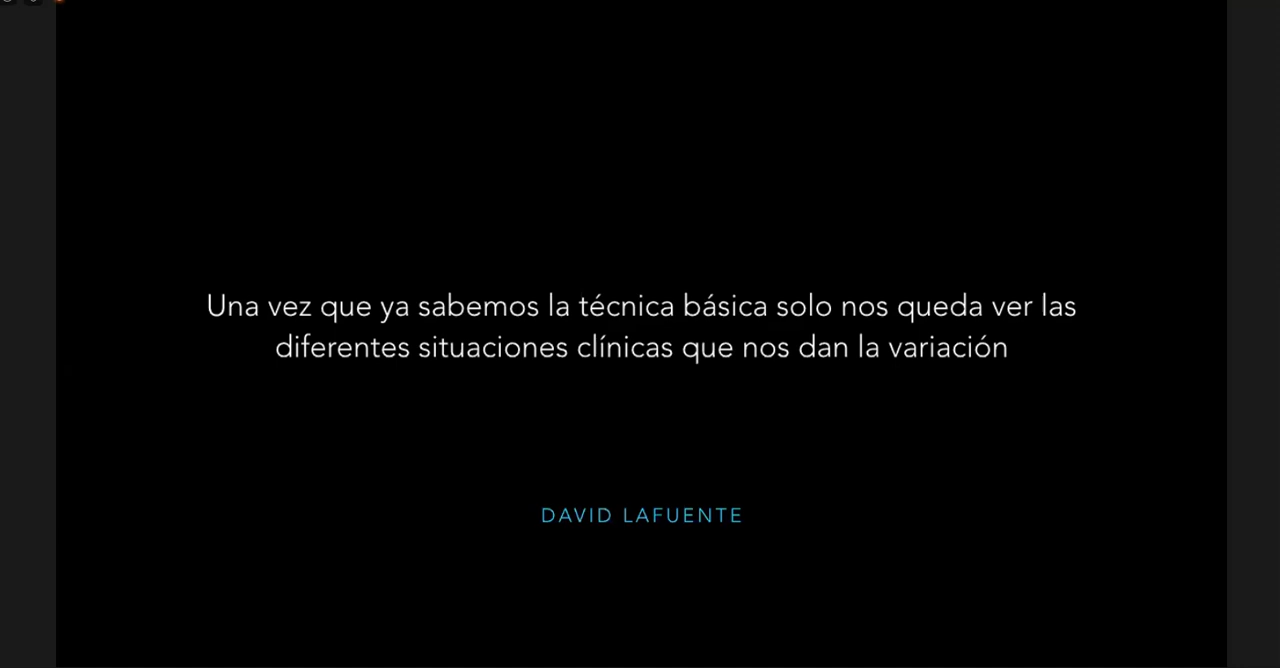 Una vez que ya sabemos la técnica básica solo nos queda ver las
diferentes situaciones clínicas que nos dan la variación
DAVID LAFUENTE